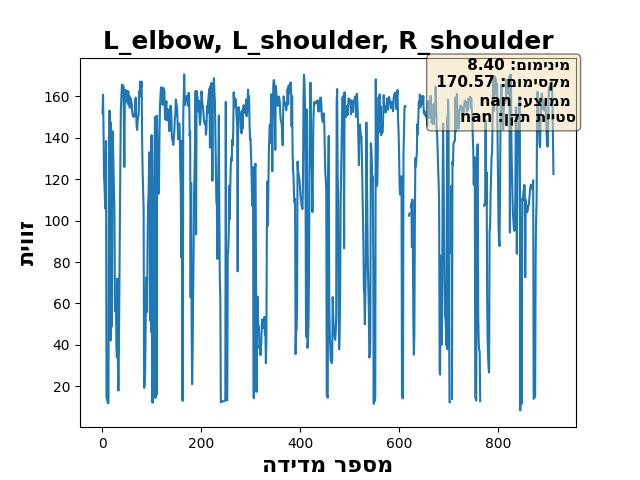 L_elbow, L_shoulder, R_shoulder
מינימום: 8.40
מקסימום: 170.57
ממוצע: nan
סטיית תקן: nan
זווית
160
140
120
100
80
60
40
20
0 200 400 600 800
מספר מדידה